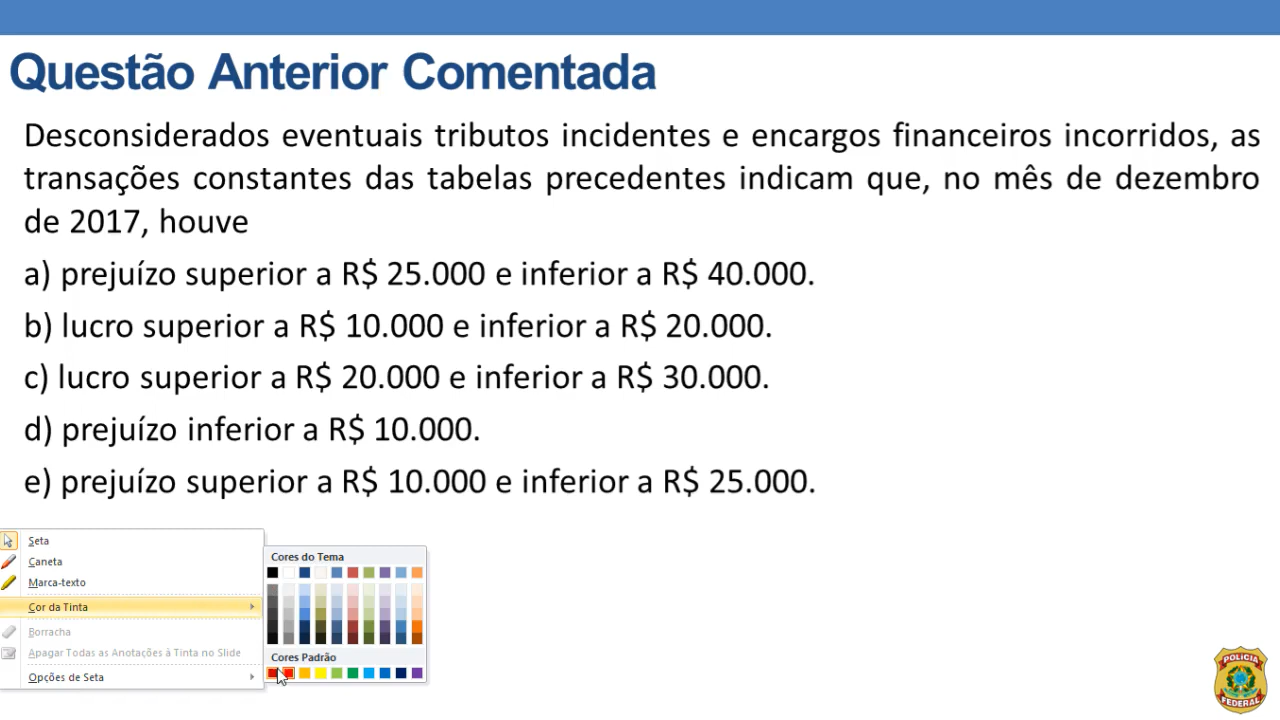 Questão Anterior Comentada
Desconsiderados eventuais tributos incidentes e encargos financeiros incorridos, as
transações constantes das tabelas precedentes indicam que, no mês de dezembro
de 2017, houve
a) prejuízo superior a R$ 25.000 e inferior a R$ 40.000.
b) lucro superior a R$ 10.000 e inferior a R$ 20.000.
c) lucro superior a R$ 20.000 e inferior a R$ 30.000.
d) prejuízo inferior a R$ 10.000.
e) prejuízo superior a R$ 10.000 e inferior a R$ 25.000.
Seta
Caneta
Marca-texto
Cor da Tinta
Borracha
Apagar Todas as Anotações à Tinta no Slide
Opções de Seta
Cores do Tema
Cores Padrão
POLÍCIA
FEDERAL